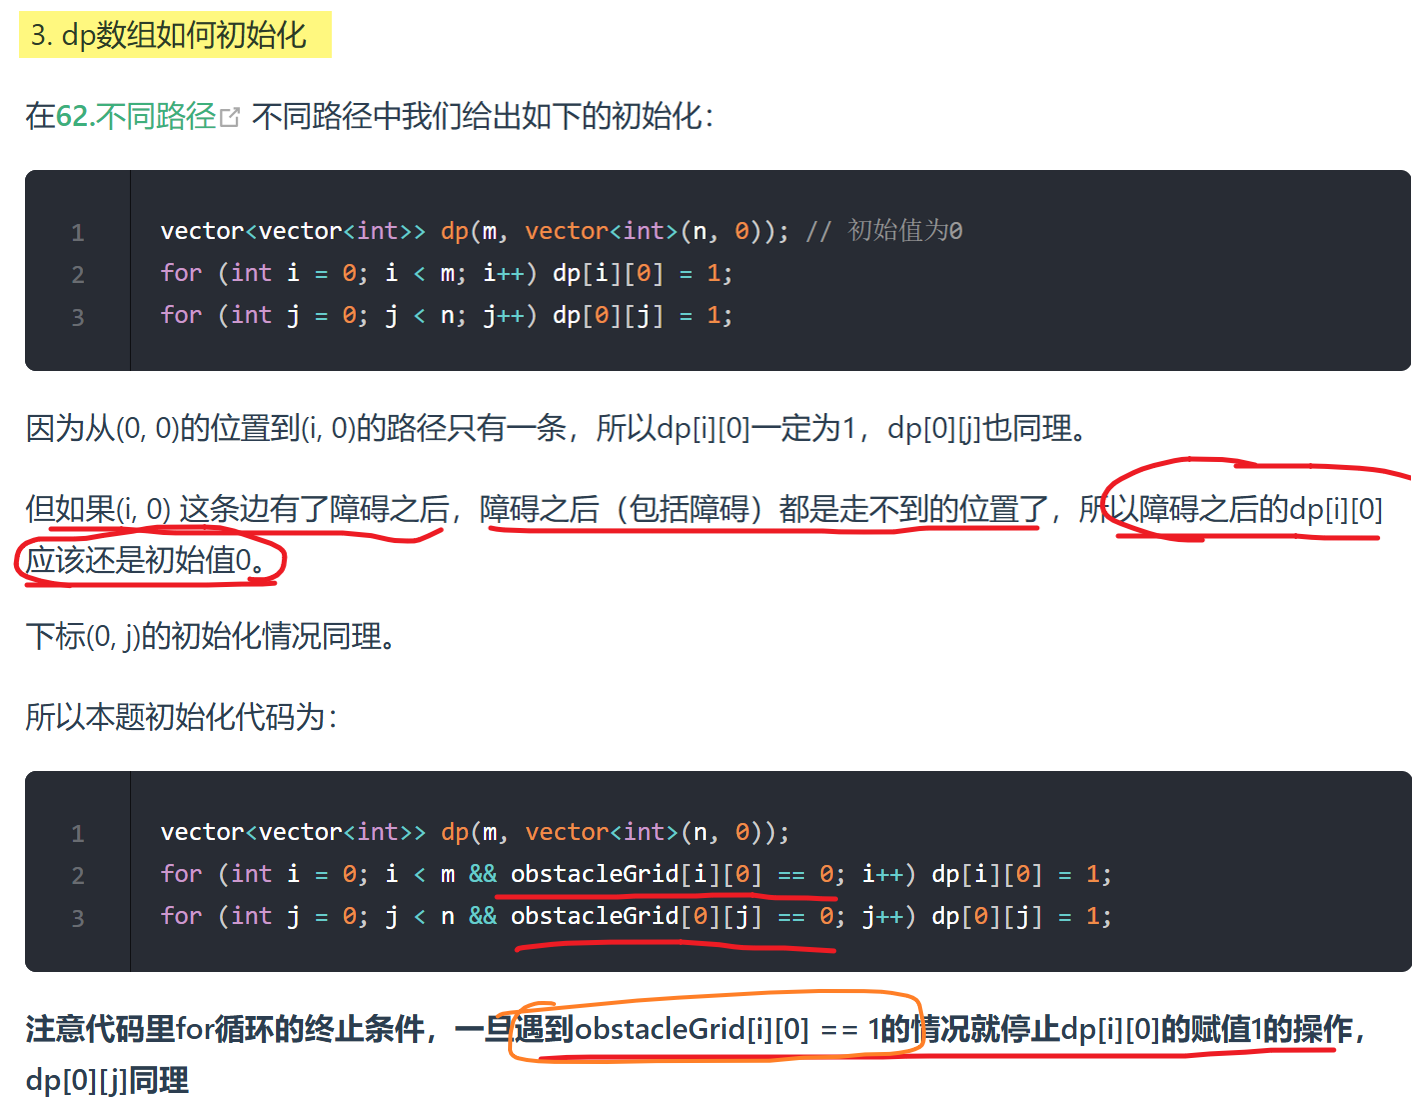 3. dp数组如何初始化
在62.不同路径 不同路径中我们给出如下的初始化：
1 vector<vector<int>> dp(m, vector<int>(n, 0)); // 初始值为0
2 for (int i = 0; i < m; i++) dp[i][0] = 1;
3 for (int j = 0; j < n; j++) dp[0][j] = 1;
因为从(0, 0)的位置到(i, 0)的路径只有一条，所以dp[i][0]一定为1，dp[0][j]也同理。
但如果(i, 0) 这条边有了障碍之后，障碍之后（包括障碍）都是走不到的位置了，所以障碍之后的dp[i][0]
应该还是初始值0。
下标(0, j)的初始化情况同理。
所以本题初始化代码为：
1 vector<vector<int>> dp(m, vector<int>(n, 0));
2 for (int i = 0; i < m && obstacleGrid[i][0] == 0; i++) dp[i][0] = 1;
3 for (int j = 0; j < n && obstacleGrid[0][j] == 0; j++) dp[0][j] = 1;
注意代码里for循环的终止条件，一旦遇到obstacleGrid[i][0] == 1的情况就停止dp[i][0]的赋值1的操作，
dp[0][j]同理